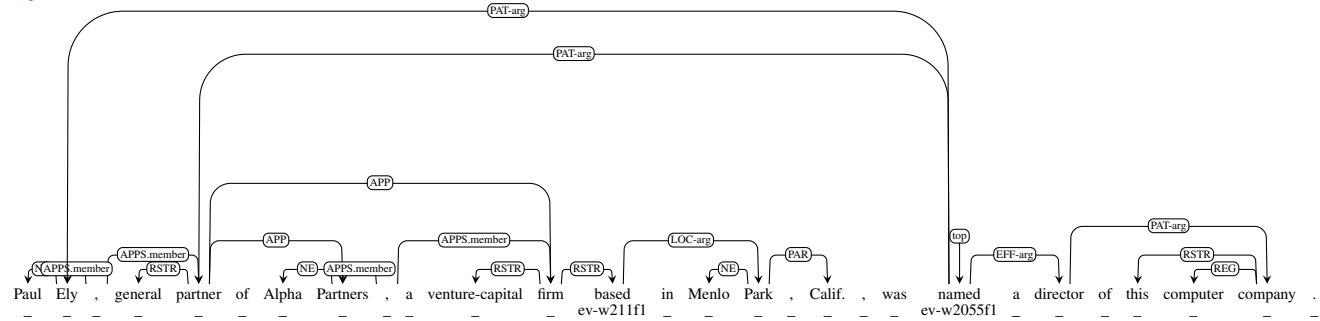 PAT-arg
PAT-arg
APP
APPS.member APP APPS.member LOC-arg top PAT-arg
APPS.member RSTR NE APPS.member RSTR RSTR NE PAR EFF-arg RSTR REG
Paul Ely , general partner of Alpha Partners , a venture-capital firm based in Menlo Park , Calif. , was named a director of this computer company .
_ _ _ _ _ _ _ _ _ _ _ _ ev-w211f1 _ _ _ _ _ _ _ ev-w2055f1 _ _ _ _ _ _ _